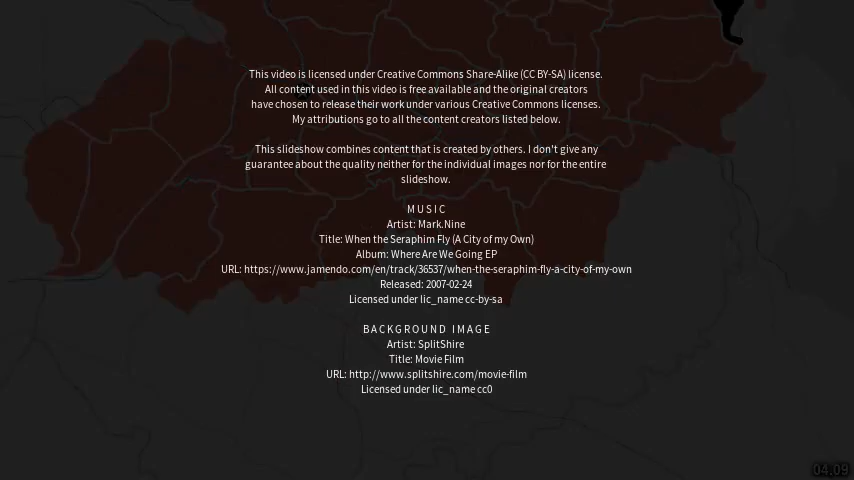 This video is licensed under Creative Commons Share-Alike (CC BY-SA) license.
All content used in this video is free available and the original creators
have chosen to release their work under various Creative Commons licenses.
My attributions go to all the content creators listed below.
This slideshow combines content that is created by others. I don't give any
guarantee about the quality neither for the individual images nor for the entire
slideshow.
MUSIC
Artist: Mark.Nine
Title: When the Seraphim Fly (A City of my Own)
Album: Where Are We Going EP
URL: https://www.jamendo.com/en/track/36537/when-the-seraphim-fly-a-city-of-my-own
Released: 2007-02-24
Licensed under lic_name cc-by-sa
BACKGROUND IMAGE
Artist: SplitShire
Title: Movie Film
URL: http://www.splitshire.com/movie-film
Licensed under lic_name cc0
04.09